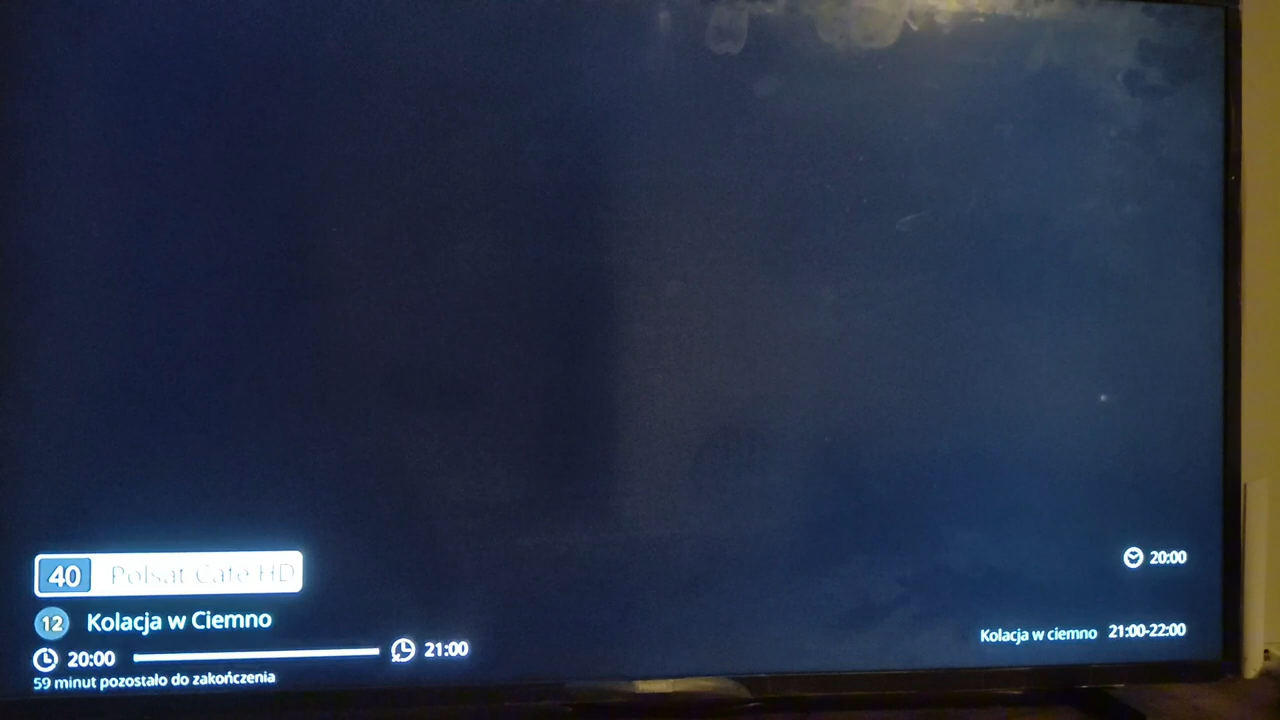 40 Polsat Cafe HD
20:00
12 Kolacja w Ciemno
Kolacja w ciemno 21:00-22:00
20:00 21:00
59 minut pozostało do zakończenia